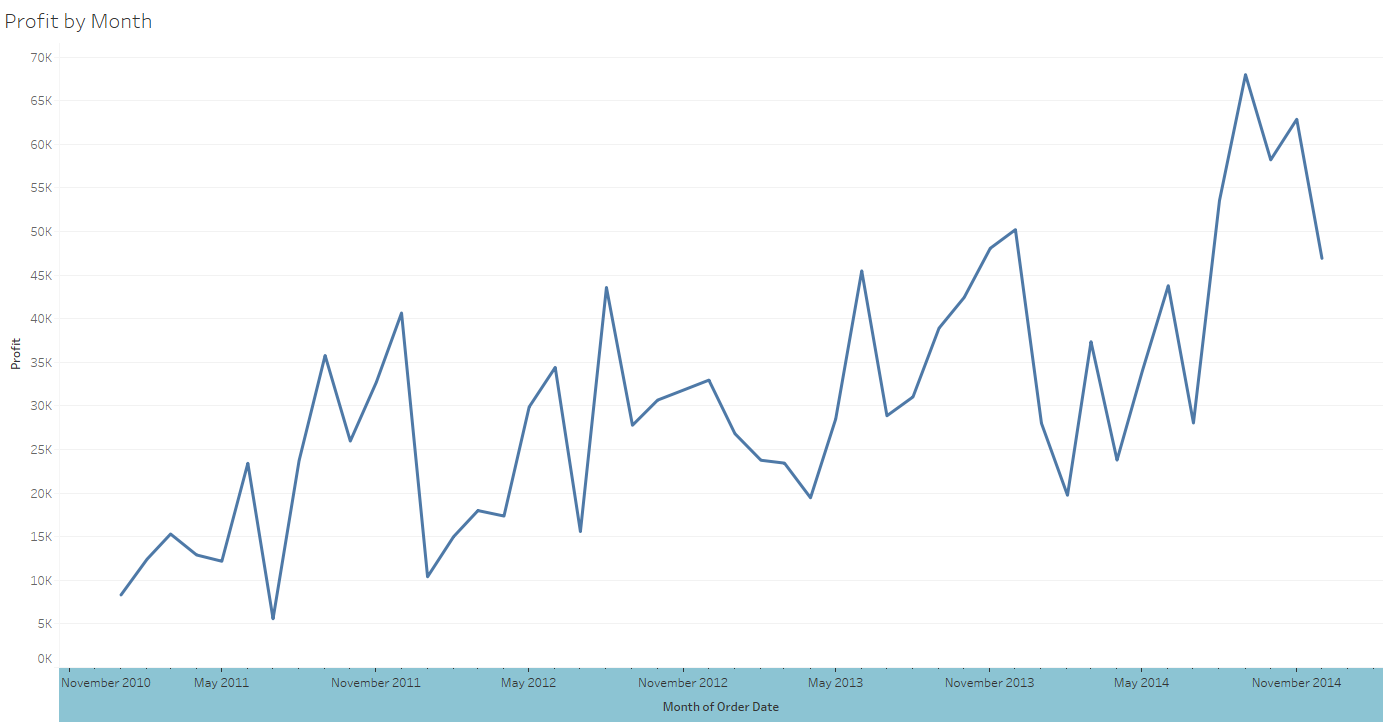 Profit by Month
70K
65K
60K
55K
50K
45K
40K
35K
30K
25K
20K
15K
10K
5K
0K
Profit
November 2010 May 2011 November 2011 May 2012 November 2012 May 2013 November 2013 May 2014 November 2014
Month of Order Date